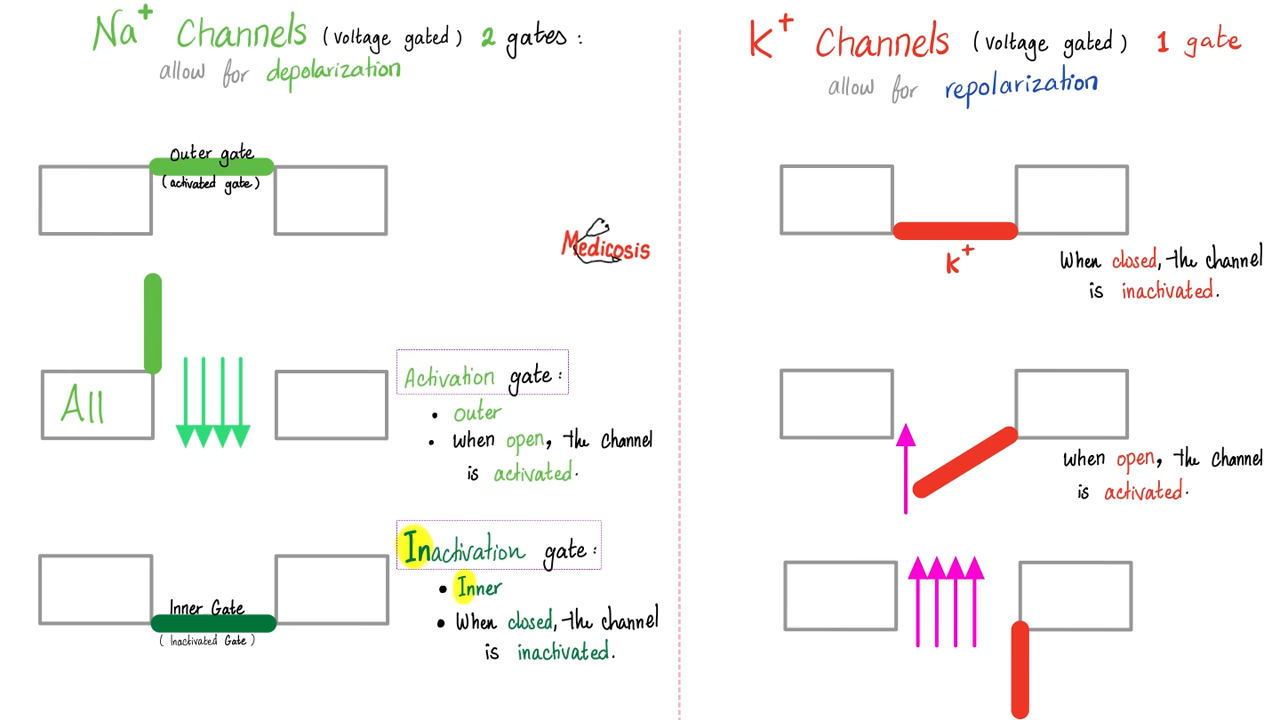 Na+ Channels (voltage gated) 2 gates:
allow for depolarization
Outer gate
(activated gate)
Medicosis
All
Activation gate:
• Outer
• When open, the channel
is activated.
Inactivation gate:
• Inner
• When closed, the channel
is inactivated.
Inner Gate
(Inactivated Gate)
K+ Channels (voltage gated) 1 gate
allow for repolarization
K+
When closed, the channel
is inactivated.
When open, the channel
is activated.